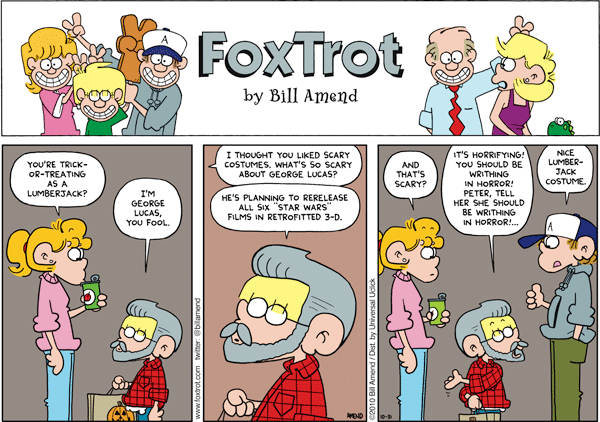 A
FOXTROT
by Bill Amend
YOU'RE TRICK-
OR-TREATING
AS A
LUMBERJACK?
I'M
GEORGE
LUCAS,
YOU FOOL.
www.foxtrot.com twitter: @billamend
I THOUGHT YOU LIKED SCARY
COSTUMES. WHAT'S SO SCARY
ABOUT GEORGE LUCAS?
HE'S PLANNING TO RERELEASE
ALL SIX "STAR WARS"
FILMS IN RETROFITTED 3-D.
AMEND
©2010 Bill Amend / Dist. by Universal Uclick
AND
THAT'S
SCARY?
IT'S HORRIFYING!
YOU SHOULD BE
WRITHING
IN HORROR!
PETER, TELL
HER SHE SHOULD
BE WRITHING
IN HORROR!...
NICE
LUMBER-
JACK
COSTUME.
A
10-31